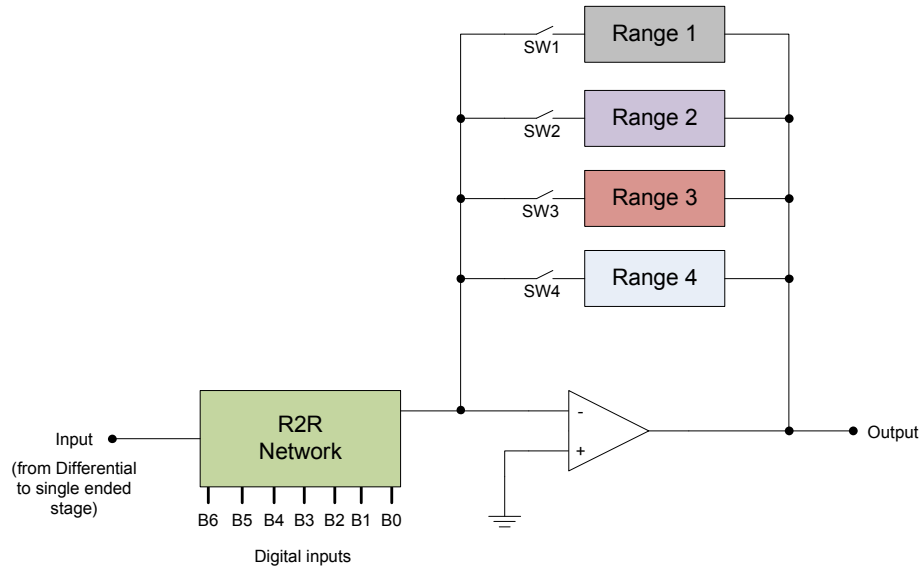 Range 1
SW1
Range 2
SW2
Range 3
SW3
Range 4
SW4
R2R
Network
-
+
Input
(from Differential
to single ended
stage)
Output
B6 B5 B4 B3 B2 B1 B0
Digital inputs